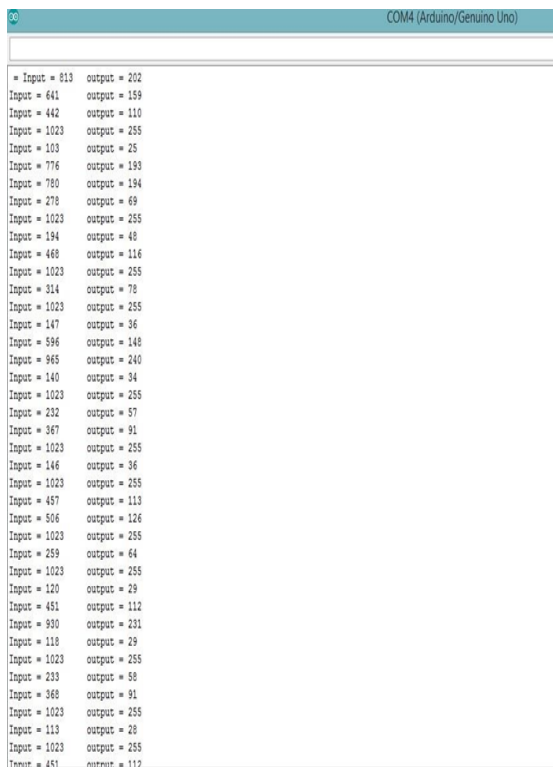 COM4 (Arduino/Genuino Uno)
= Input = 813 output = 202
Input = 641 output = 159
Input = 442 output = 110
Input = 1023 output = 255
Input = 103 output = 25
Input = 776 output = 193
Input = 780 output = 194
Input = 278 output = 69
Input = 1023 output = 255
Input = 194 output = 48
Input = 468 output = 116
Input = 1023 output = 255
Input = 314 output = 78
Input = 1023 output = 255
Input = 147 output = 36
Input = 596 output = 148
Input = 965 output = 240
Input = 140 output = 34
Input = 1023 output = 255
Input = 232 output = 57
Input = 367 output = 91
Input = 1023 output = 255
Input = 146 output = 36
Input = 1023 output = 255
Input = 457 output = 113
Input = 506 output = 126
Input = 1023 output = 255
Input = 259 output = 64
Input = 1023 output = 255
Input = 120 output = 29
Input = 451 output = 112
Input = 930 output = 231
Input = 118 output = 29
Input = 1023 output = 255
Input = 233 output = 58
Input = 368 output = 91
Input = 1023 output = 255
Input = 113 output = 28
Input = 1023 output = 255
Input = 451 output = 112